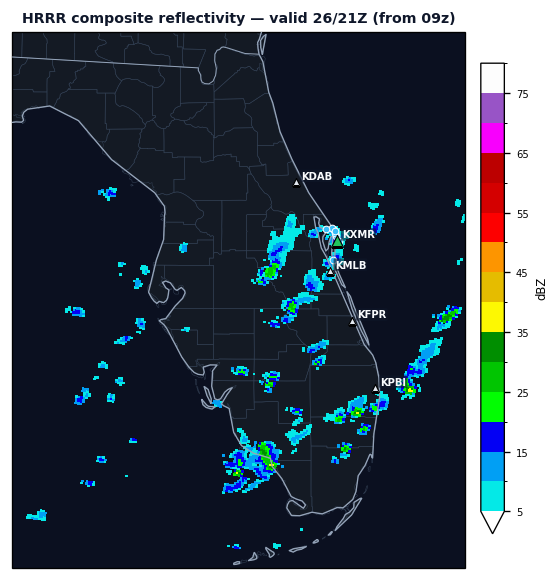 HRRR composite reflectivity — valid 26/21Z (from 09z)
KDAB
KXMR
KMLB
KFPR
KPBI
75
65
55
45
35
25
15
5
dBZ